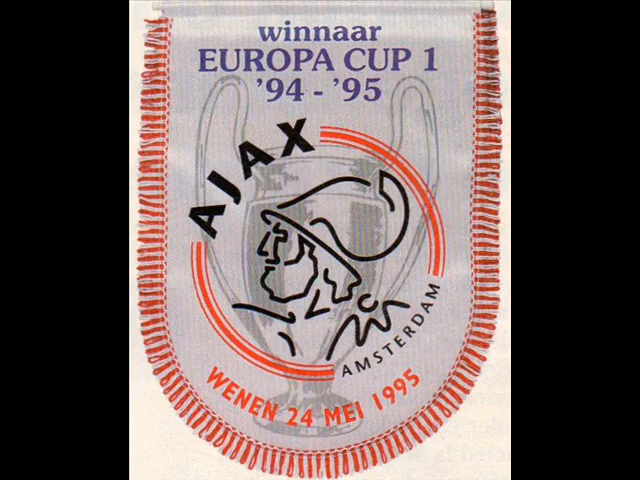 winnaar
EUROPA CUP 1
'94 - '95
AJAX
AMSTERDAM
WENEN 24 MEI 1995